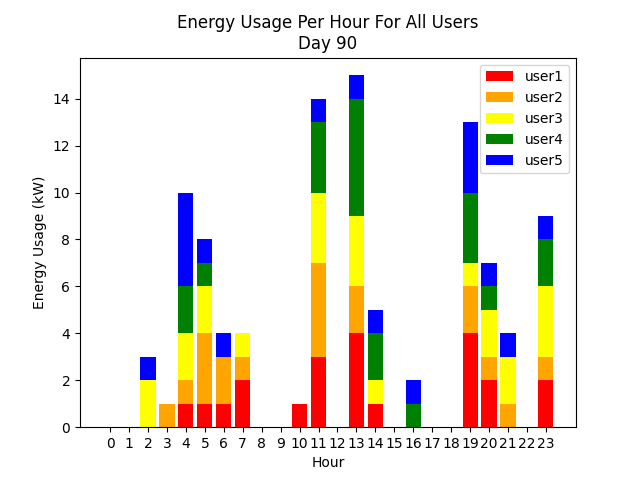 Energy Usage Per Hour For All Users
Day 90
user1
user2
user3
user4
user5
Energy Usage (kW)
14
12
10
8
6
4
2
0
0 1 2 3 4 5 6 7 8 9 10 11 12 13 14 15 16 17 18 19 20 21 22 23
Hour